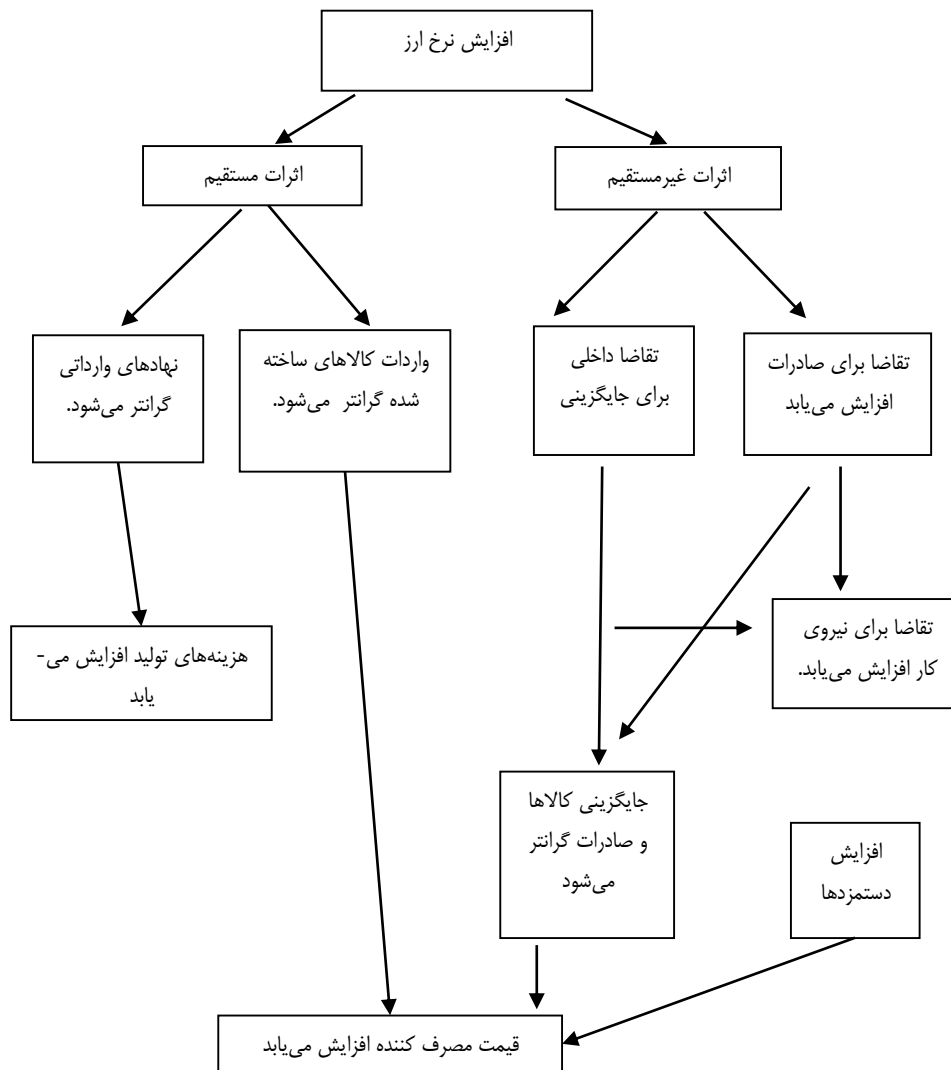 افزایش نرخ ارز
اثرات غیرمستقیم
اثرات مستقیم
تقاضا برای صادرات
افزایش می‌یابد
تقاضا داخلی
برای جایگزینی
واردات کالاهای ساخته
شده گرانتر می‌شود.
نهادهای وارداتی
گرانتر می‌شود.
تقاضا برای نیروی
کار افزایش می‌یابد.
هزینه‌های تولید افزایش می-
یابد
جایگزینی کالاها
و صادرات گرانتر
می‌شود
افزایش
دستمزدها
قیمت مصرف کننده افزایش می‌یابد